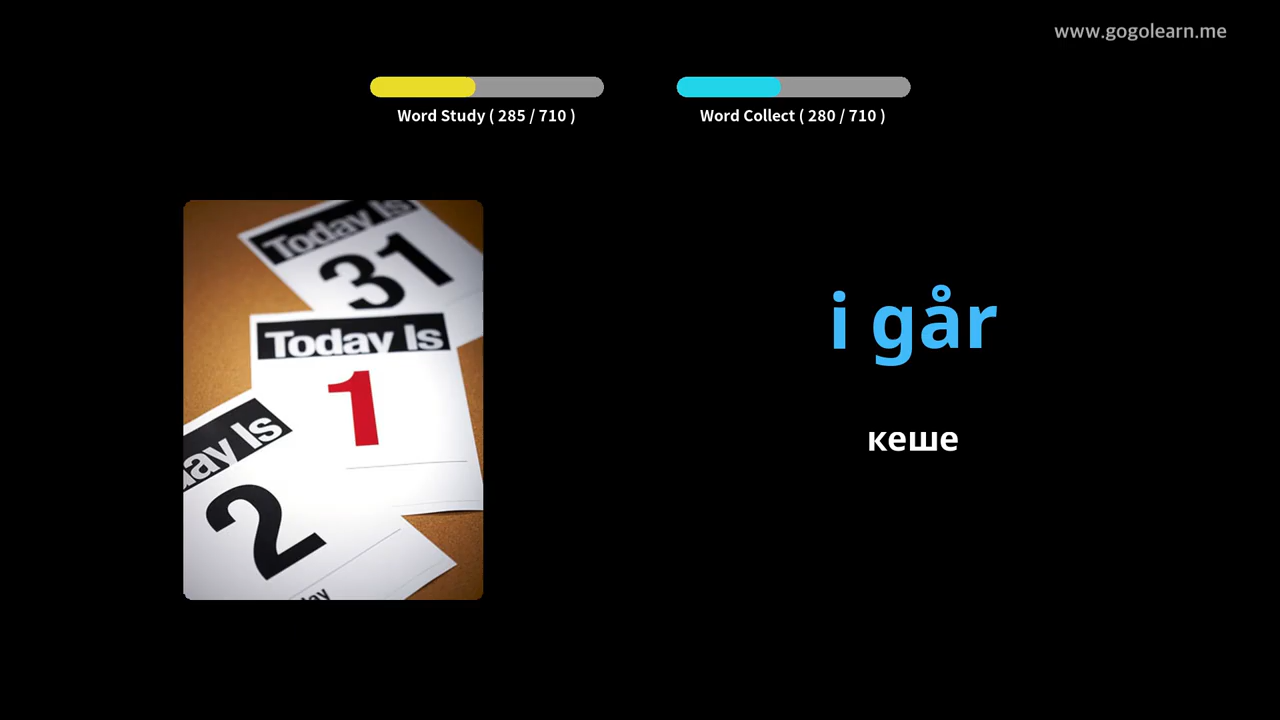 www.gogolearn.me
Word Study ( 285 / 710 )
Word Collect ( 280 / 710 )
Today Is
31
Today Is
1
day Is
2
i går
кеше